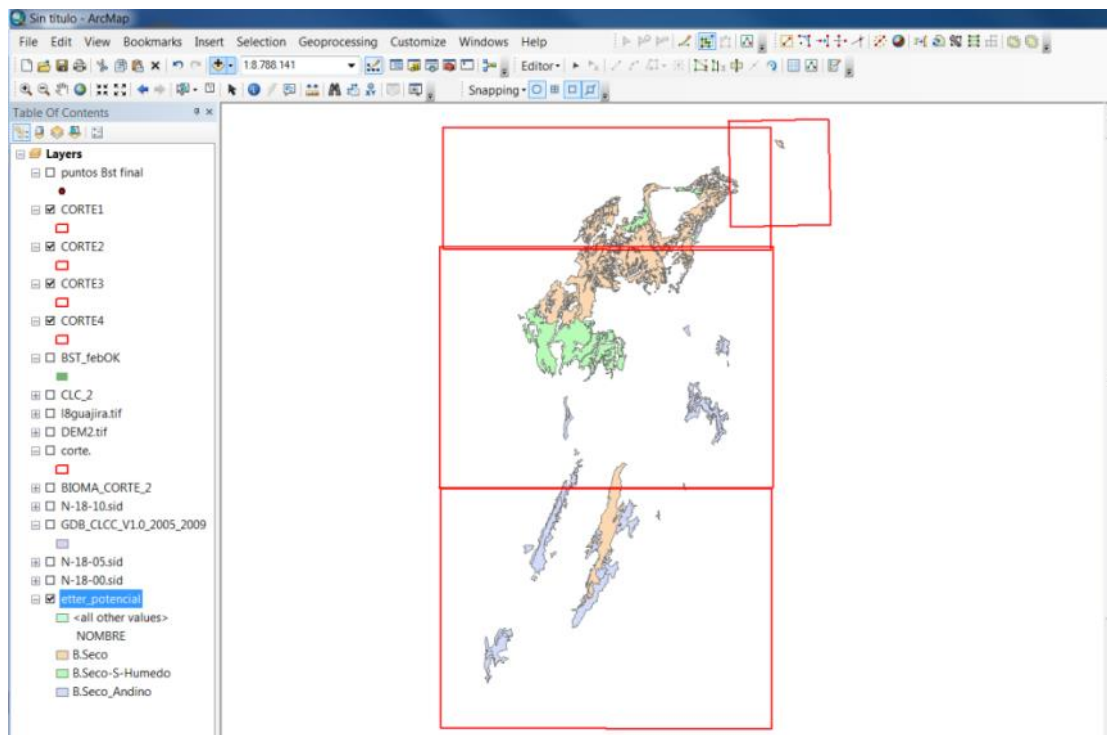 Sin título - ArcMap
File Edit View Bookmarks Insert Selection Geoprocessing Customize Windows Help
1:8.788.141
Editor
Snapping
Table Of Contents
Layers
puntos Bst final
CORTE1
CORTE2
CORTE3
CORTE4
BST_febOK
CLC_2
l8guajira.tif
DEM2.tif
corte.
BIOMA_CORTE_2
N-18-10.sid
GDB_CLCC_V1.0_2005_2009
N-18-05.sid
N-18-00.sid
etter_potencial
<all other values>
NOMBRE
B.Seco
B.Seco-S-Humedo
B.Seco_Andino